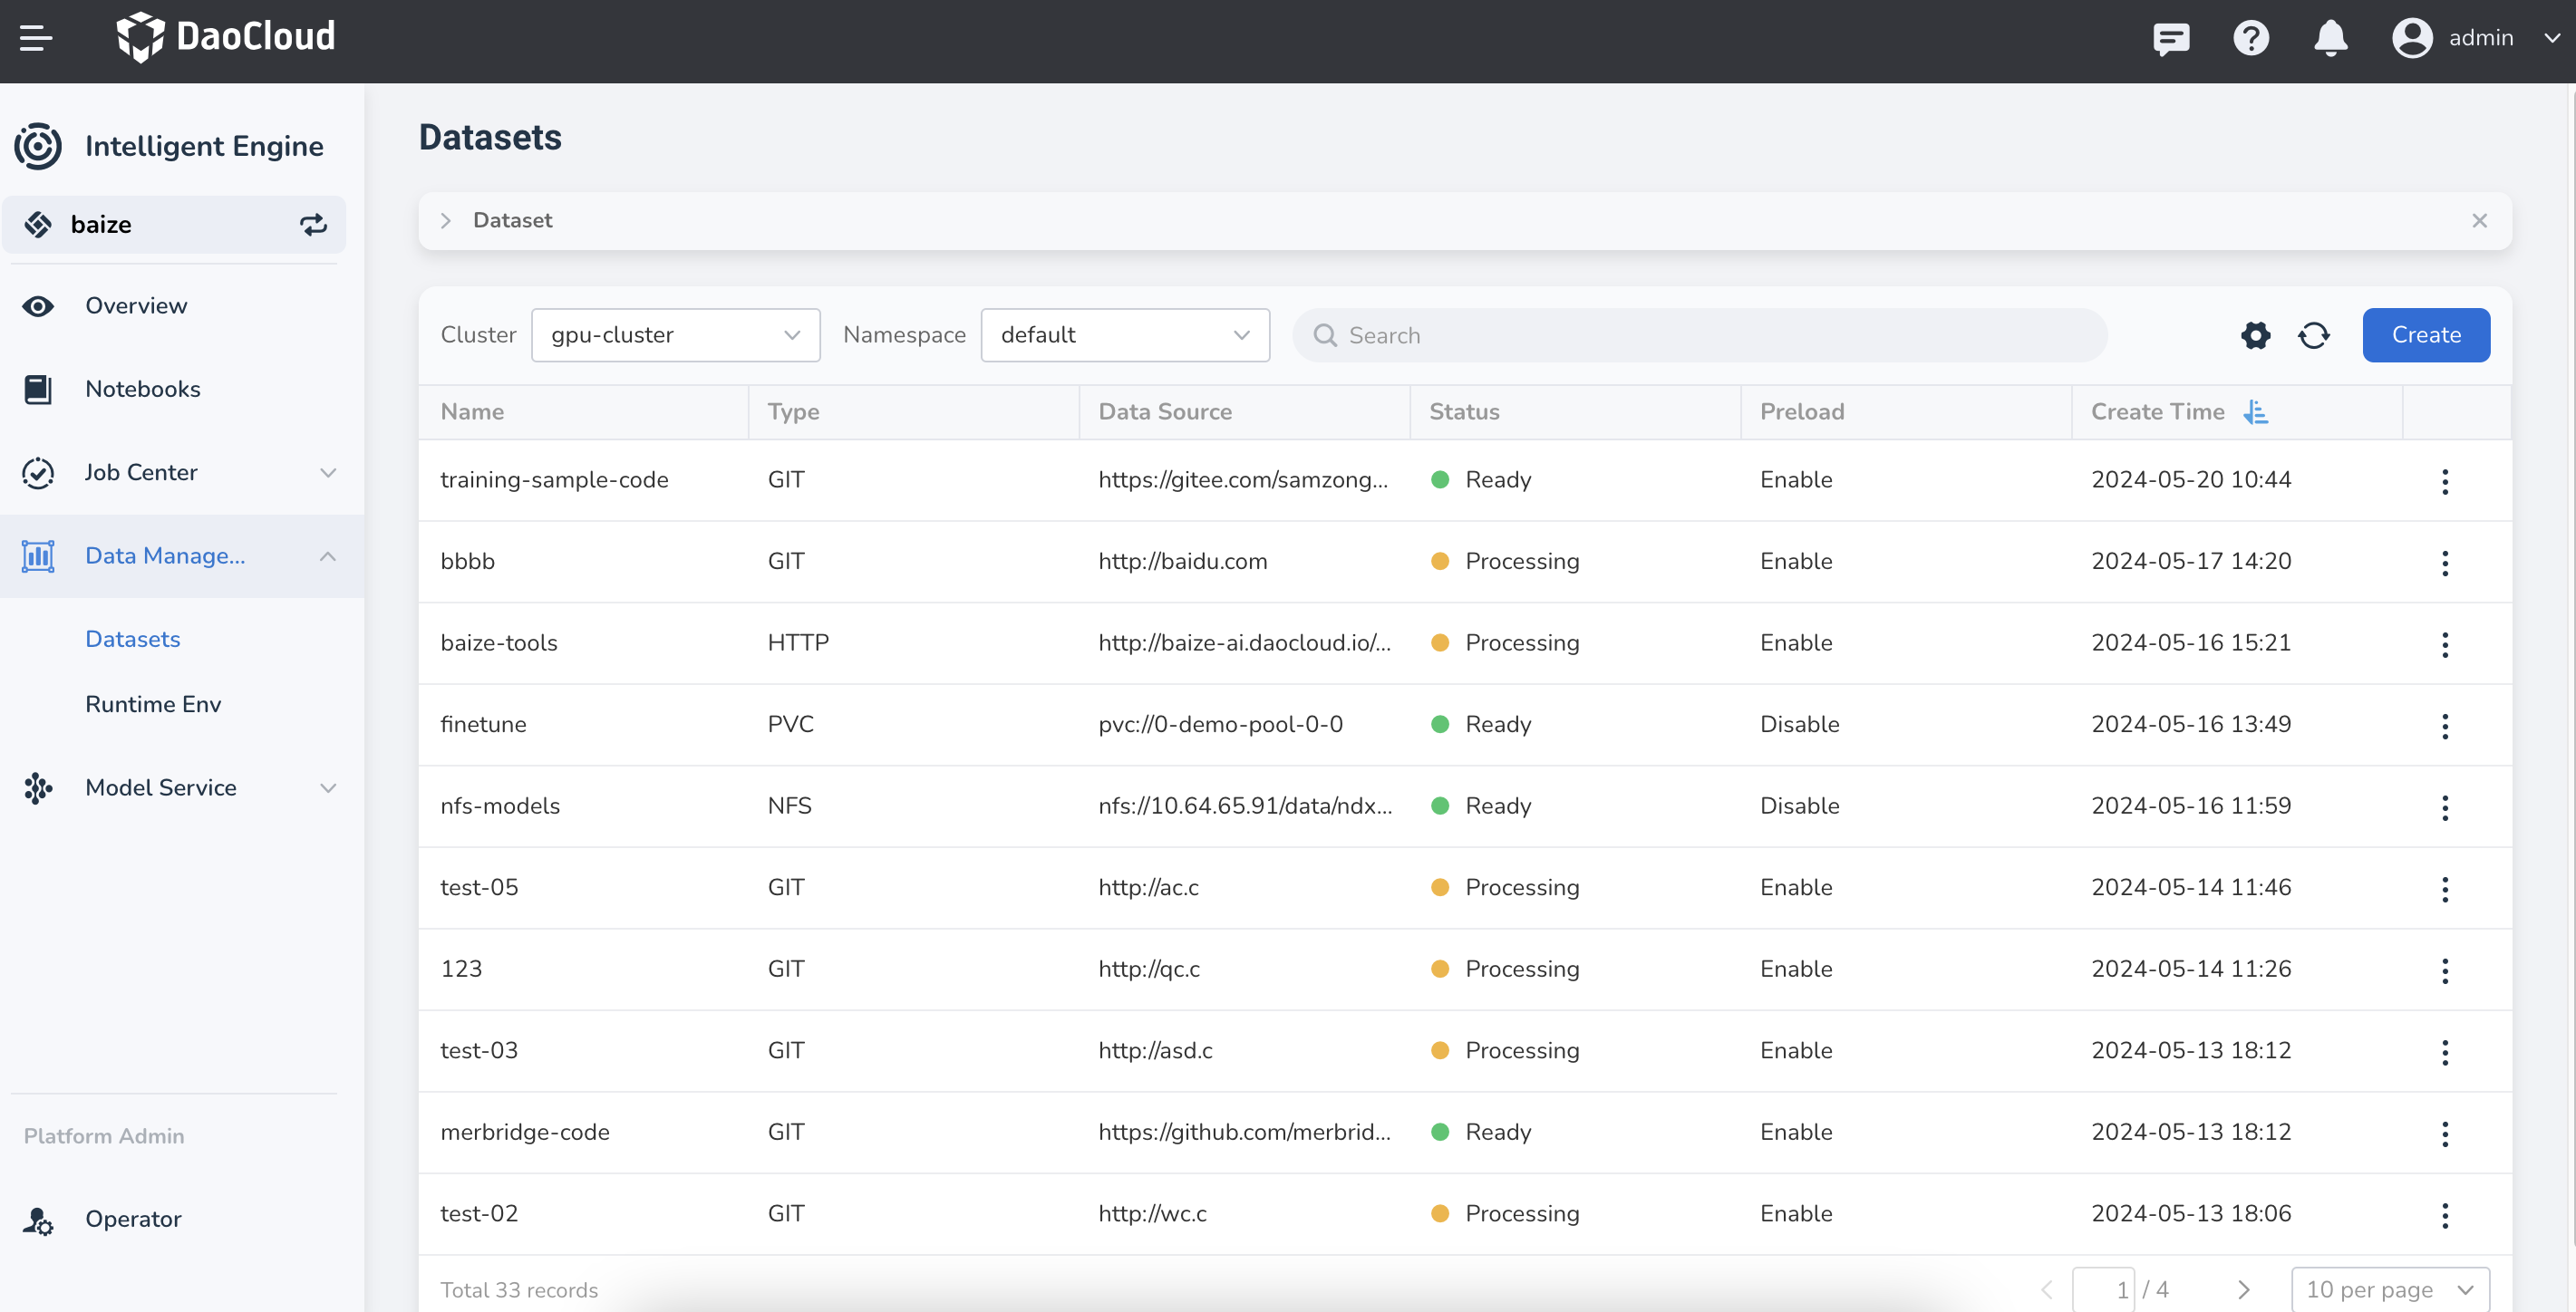 DaoCloud
admin
Intelligent Engine
baize
Overview
Notebooks
Job Center
Data Manage...
Datasets
Runtime Env
Model Service
Platform Admin
Operator
Datasets
Dataset
Cluster gpu-cluster Namespace default Search Create
Name Type Data Source Status Preload Create Time
training-sample-code GIT https://gitee.com/samzong... Ready Enable 2024-05-20 10:44
bbbb GIT http://baidu.com Processing Enable 2024-05-17 14:20
baize-tools HTTP http://baize-ai.daocloud.io/... Processing Enable 2024-05-16 15:21
finetune PVC pvc://0-demo-pool-0-0 Ready Disable 2024-05-16 13:49
nfs-models NFS nfs://10.64.65.91/data/ndx... Ready Disable 2024-05-16 11:59
test-05 GIT http://ac.c Processing Enable 2024-05-14 11:46
123 GIT http://qc.c Processing Enable 2024-05-14 11:26
test-03 GIT http://asd.c Processing Enable 2024-05-13 18:12
merbridge-code GIT https://github.com/merbrid... Ready Enable 2024-05-13 18:12
test-02 GIT http://wc.c Processing Enable 2024-05-13 18:06
Total 33 records 1 / 4 10 per page